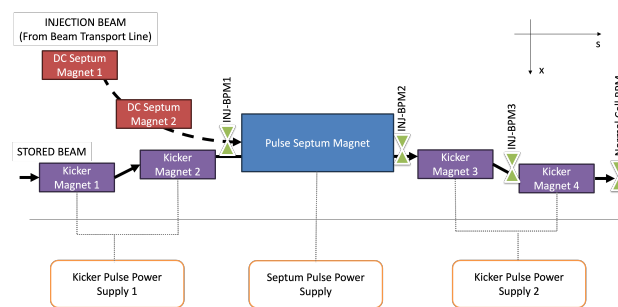 INJECTION BEAM
(From Beam Transport Line)
DC Septum
Magnet 1
DC Septum
Magnet 2
INJ-BPM1
INJ-BPM2
INJ-BPM3
s
x
STORED BEAM
Kicker
Magnet 1
Kicker
Magnet 2
Pulse Septum Magnet
Kicker
Magnet 3
Kicker
Magnet 4
Kicker Pulse Power
Supply 1
Septum Pulse Power
Supply
Kicker Pulse Power
Supply 2